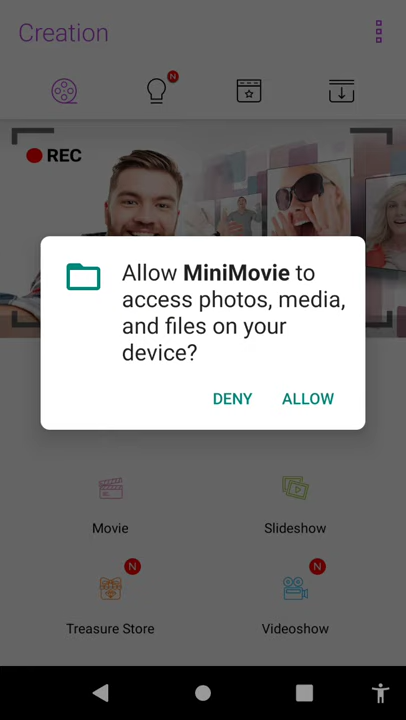 Creation
N
REC
Allow MiniMovie to
access photos, media,
and files on your
device?
DENY ALLOW
Movie Slideshow
N N
Treasure Store Videoshow